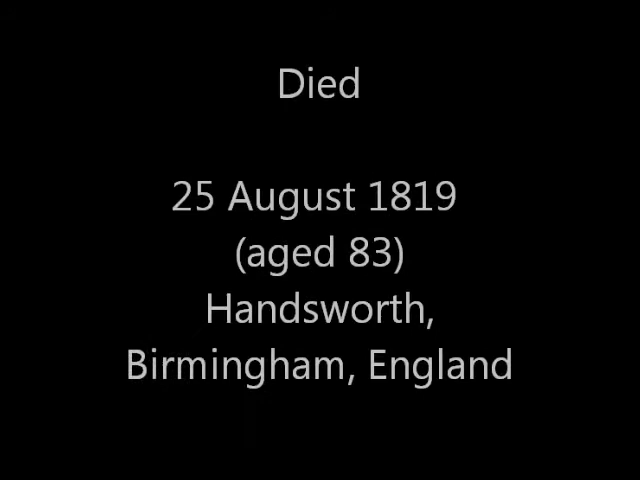 Died
25 August 1819
(aged 83)
Handsworth,
Birmingham, England